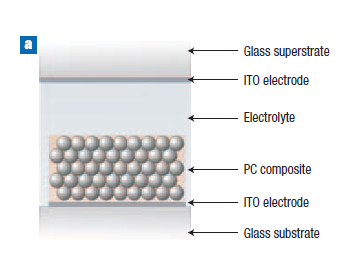 a
Glass superstrate
ITO electrode
Electrolyte
PC composite
ITO electrode
Glass substrate